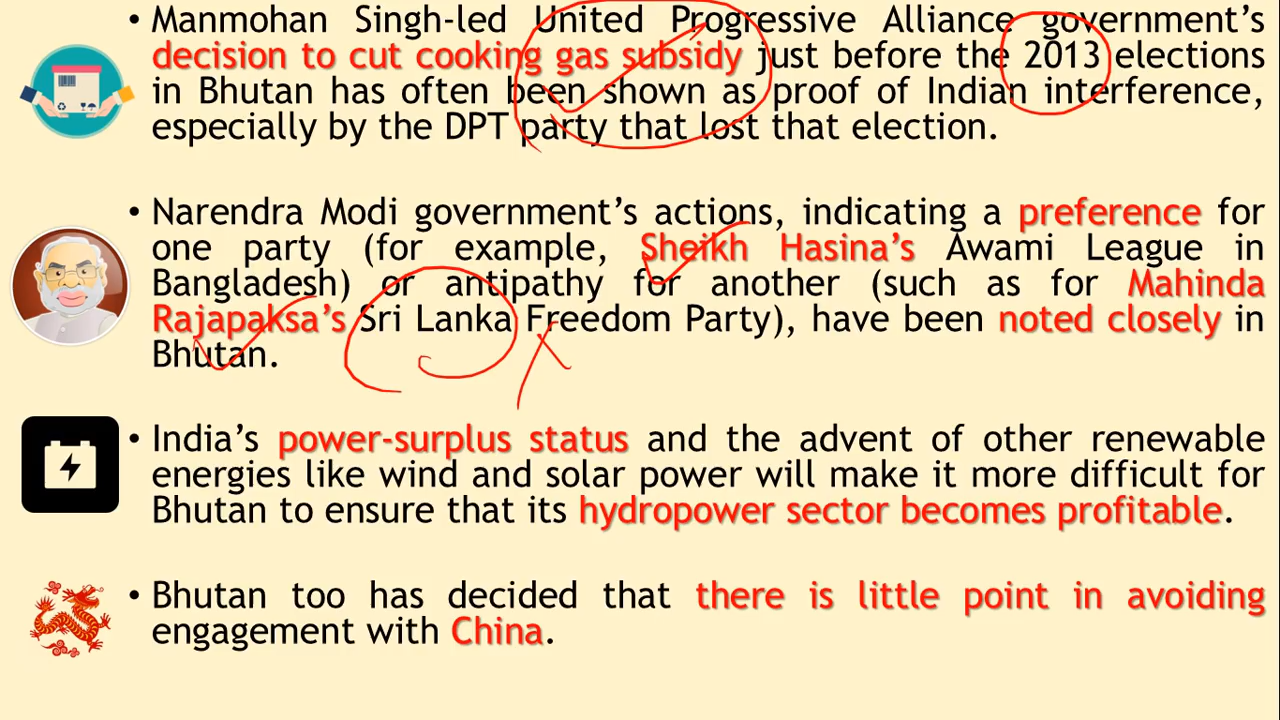 • Manmohan Singh-led United Progressive Alliance government's
decision to cut cooking gas subsidy just before the 2013 elections
in Bhutan has often been shown as proof of Indian interference,
especially by the DPT party that lost that election.
• Narendra Modi government's actions, indicating a preference for
one party (for example, Sheikh Hasina's Awami League in
Bangladesh) or antipathy for another (such as for Mahinda
Rajapaksa's Sri Lanka Freedom Party), have been noted closely in
Bhutan.
• India's power-surplus status and the advent of other renewable
energies like wind and solar power will make it more difficult for
Bhutan to ensure that its hydropower sector becomes profitable.
• Bhutan too has decided that there is little point in avoiding
engagement with China.